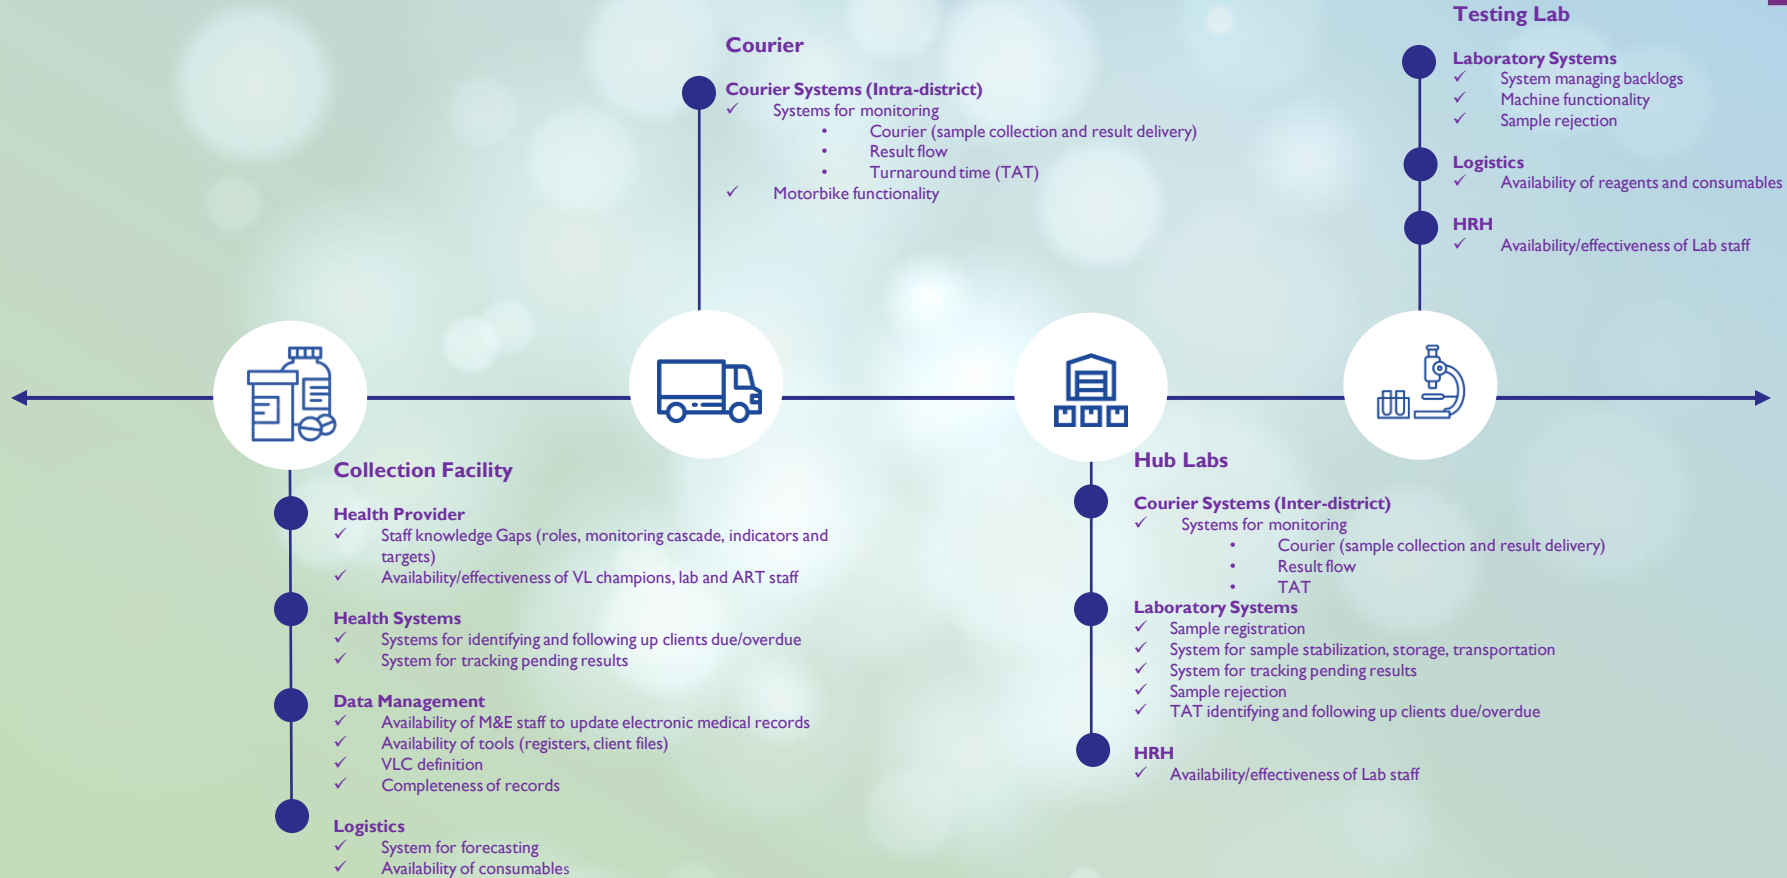 Collection Facility
Health Provider
✓ Staff knowledge Gaps (roles, monitoring cascade, indicators and
targets)
✓ Availability/effectiveness of VL champions, lab and ART staff
Health Systems
✓ Systems for identifying and following up clients due/overdue
✓ System for tracking pending results
Data Management
✓ Availability of M&E staff to update electronic medical records
✓ Availability of tools (registers, client files)
✓ VLC definition
✓ Completeness of records
Logistics
✓ System for forecasting
✓ Availability of consumables
Courier
Courier Systems (Intra-district)
✓ Systems for monitoring
• Courier (sample collection and result delivery)
• Result flow
• Turnaround time (TAT)
✓ Motorbike functionality
Hub Labs
Courier Systems (Inter-district)
✓ Systems for monitoring
• Courier (sample collection and result delivery)
• Result flow
• TAT
Laboratory Systems
✓ Sample registration
✓ System for sample stabilization, storage, transportation
✓ System for tracking pending results
✓ Sample rejection
✓ TAT identifying and following up clients due/overdue
HRH
✓ Availability/effectiveness of Lab staff
Testing Lab
Laboratory Systems
✓ System managing backlogs
✓ Machine functionality
✓ Sample rejection
Logistics
✓ Availability of reagents and consumables
HRH
✓ Availability/effectiveness of Lab staff